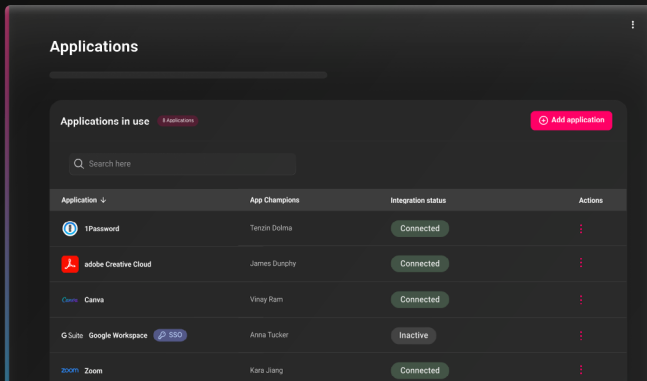 Applications
Applications in use 8 Applications
Add application
Search here
Application App Champions Integration status Actions
1Password Tenzin Dolma Connected
adobe Creative Cloud James Dunphy Connected
Canva Canva Vinay Ram Connected
G Suite Google Workspace SSO Anna Tucker Inactive
zoom Zoom Kara Jiang Connected